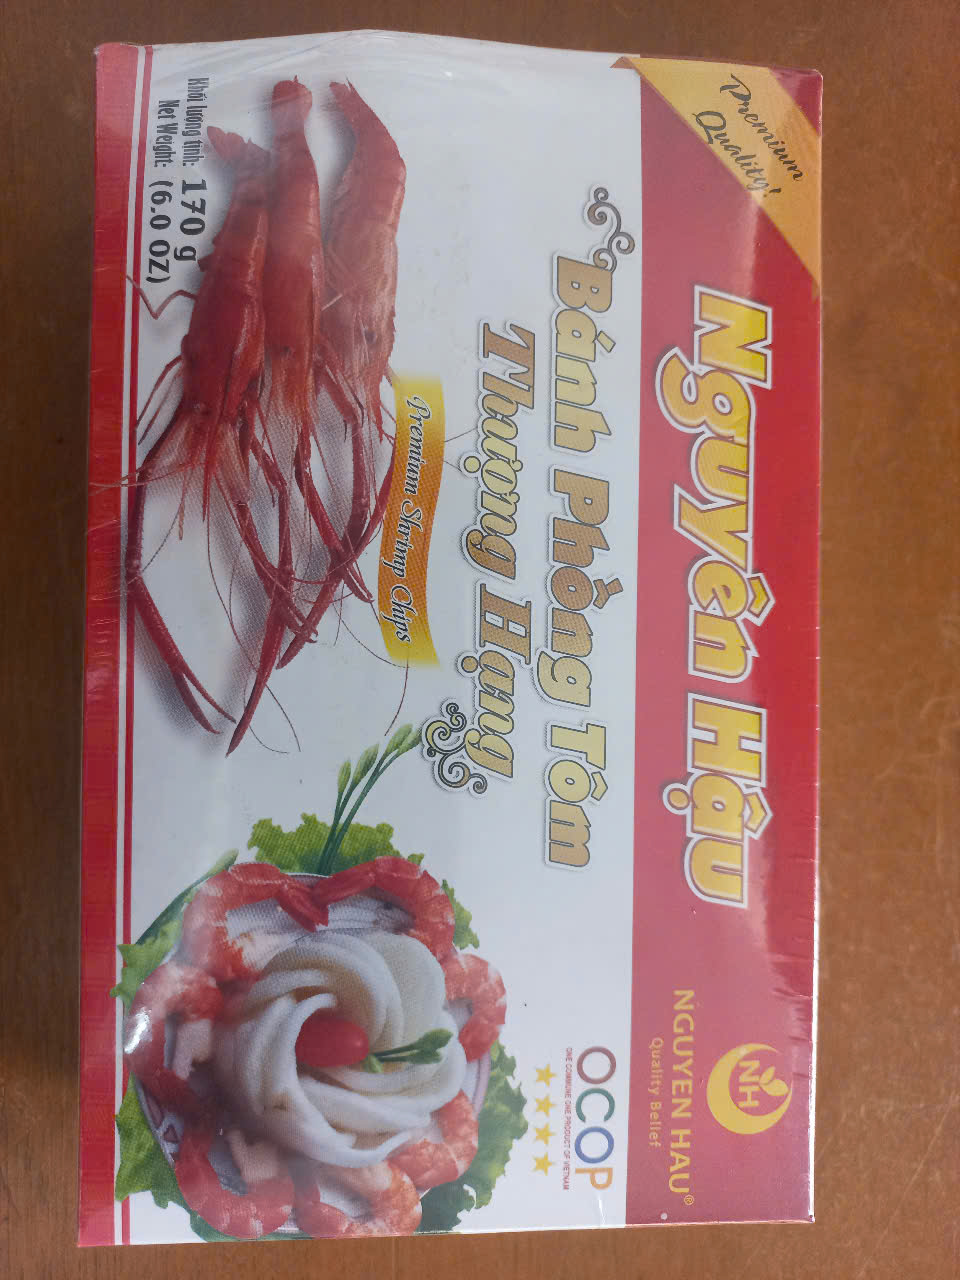 Premium
Quality!
Nguyên Hậu
NH
NGUYEN HAU®
Quality Belief
Bánh Phồng Tôm
Thượng Hạng
Premium Shrimp Chips
OCOP
ONE COMMUNE ONE PRODUCT OF VIETNAM
Khối lượng tịnh: 170 g
Net Weight: (6.0 OZ)